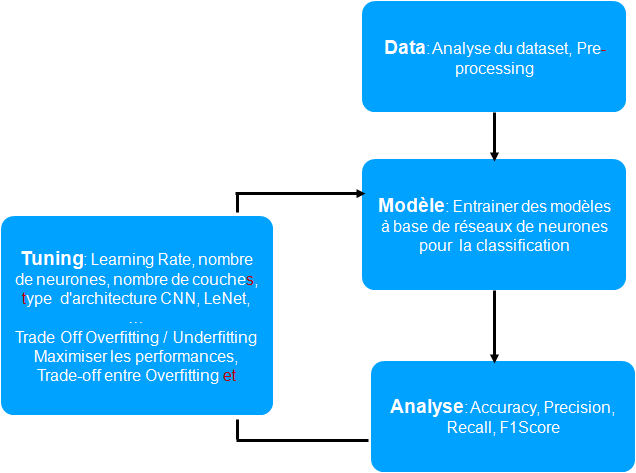 Data: Analyse du dataset, Pre-
processing
Modèle: Entrainer des modèles
à base de réseaux de neurones
pour la classification
Tuning: Learning Rate, nombre
de neurones, nombre de couches,
type d'architecture CNN, LeNet,
...
Trade Off Overfitting / Underfitting
Maximiser les performances,
Trade-off entre Overfitting et
Analyse: Accuracy, Precision,
Recall, F1Score